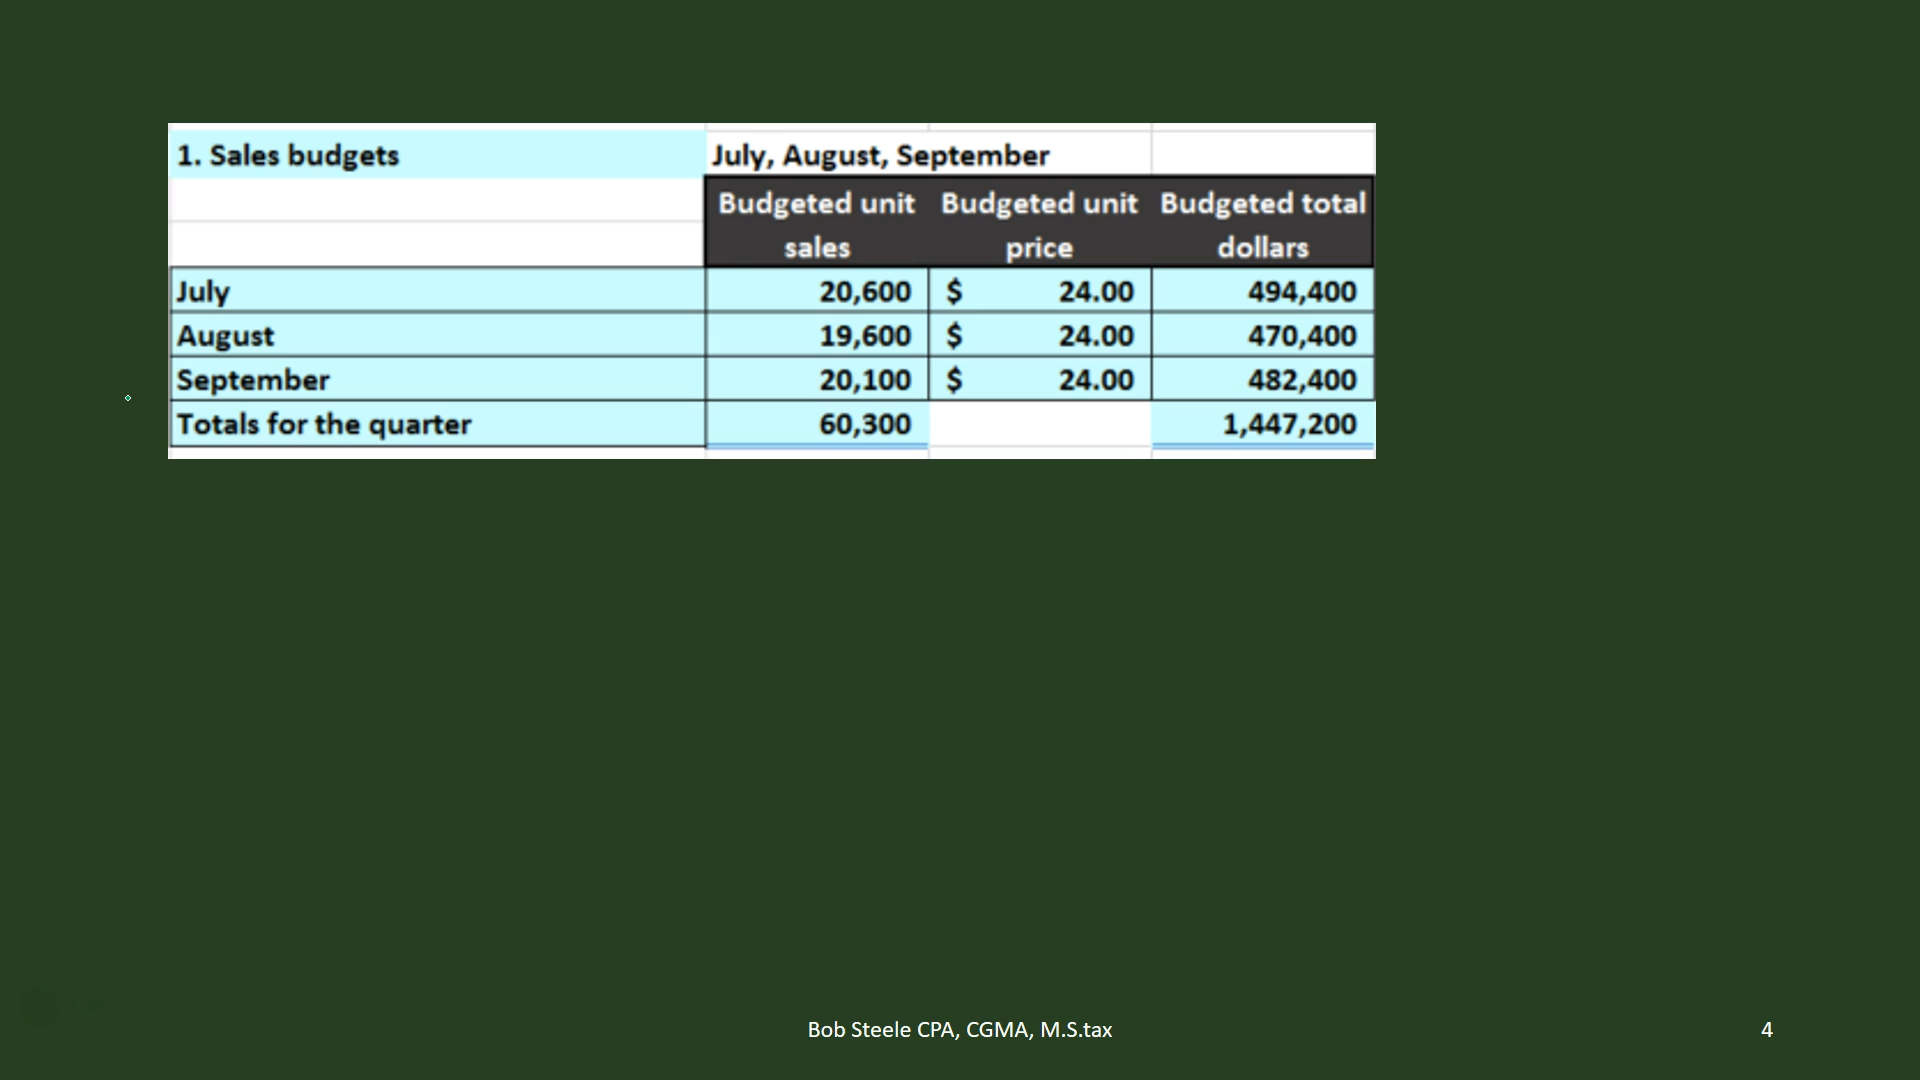 1. Sales budgets July, August, September
Budgeted unit sales Budgeted unit price Budgeted total dollars
July 20,600 $ 24.00 494,400
August 19,600 $ 24.00 470,400
September 20,100 $ 24.00 482,400
Totals for the quarter 60,300 1,447,200
Bob Steele CPA, CGMA, M.S.tax 4